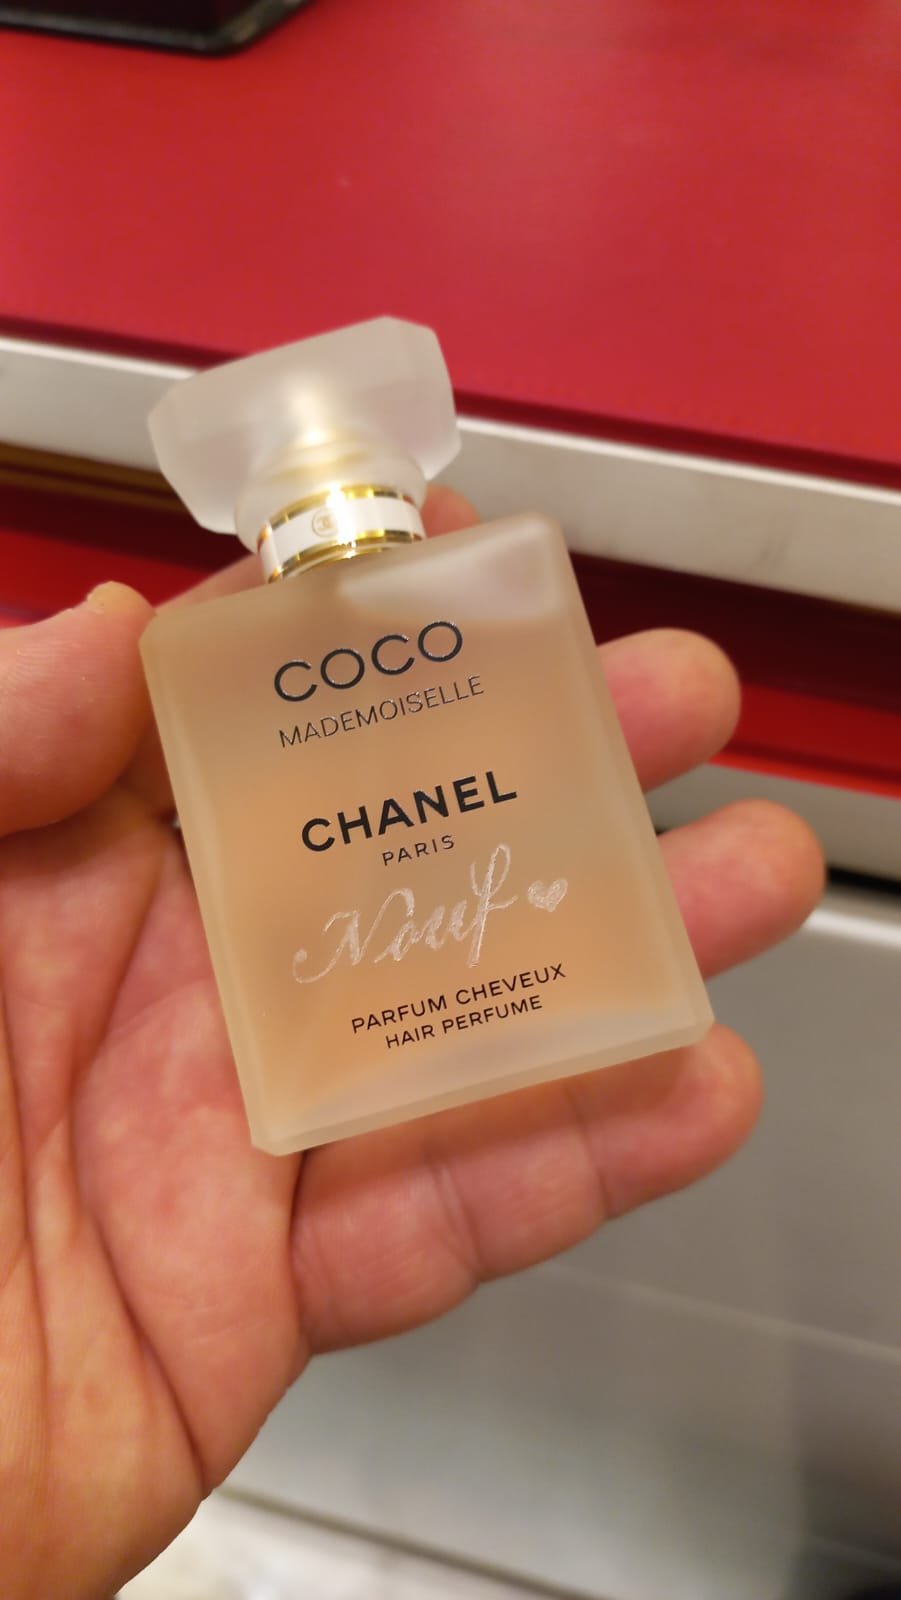 COCO
MADEMOISELLE
CHANEL
PARIS
Nouf ♥
PARFUM CHEVEUX
HAIR PERFUME